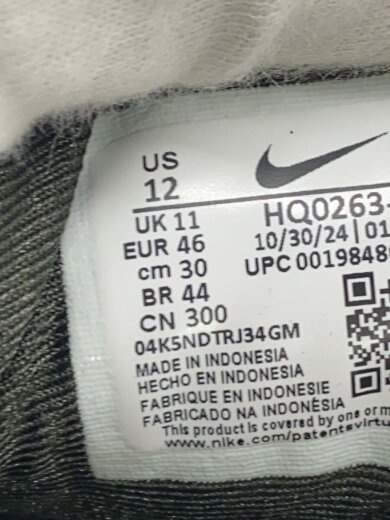 US
12
UK 11
EUR 46
cm 30
BR 44
CN 300
HQ0263-
10/30/24 | 01
UPC 00198480
04K5NDTRJ34GM
MADE IN INDONESIA
HECHO EN INDONESIA
FABRIQUE EN INDONESIE
FABRICADO NA INDONÉSIA
This product is covered by one or m
www.nike.com/patentsvirtu